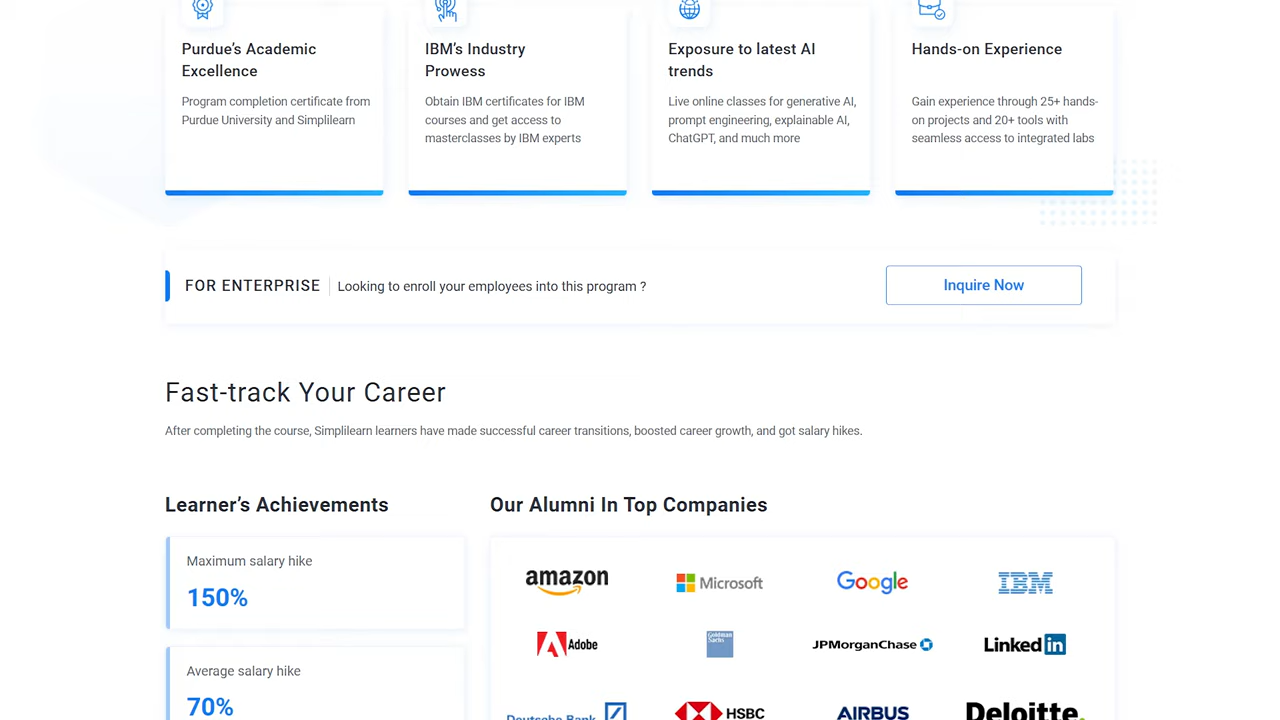 Purdue’s Academic
Excellence
Program completion certificate from
Purdue University and Simplilearn
IBM’s Industry
Prowess
Obtain IBM certificates for IBM
courses and get access to
masterclasses by IBM experts
Exposure to latest AI
trends
Live online classes for generative AI,
prompt engineering, explainable AI,
ChatGPT, and much more
Hands-on Experience
Gain experience through 25+ hands-
on projects and 20+ tools with
seamless access to integrated labs
FOR ENTERPRISE Looking to enroll your employees into this program ?
Inquire Now
Fast-track Your Career
After completing the course, Simplilearn learners have made successful career transitions, boosted career growth, and got salary hikes.
Learner’s Achievements
Maximum salary hike
150%
Average salary hike
70%
Our Alumni In Top Companies
amazon Microsoft Google IBM
Adobe Goldman Sachs JPMorganChase Linked in
Deutsche Bank HSBC AIRBUS Deloitte.